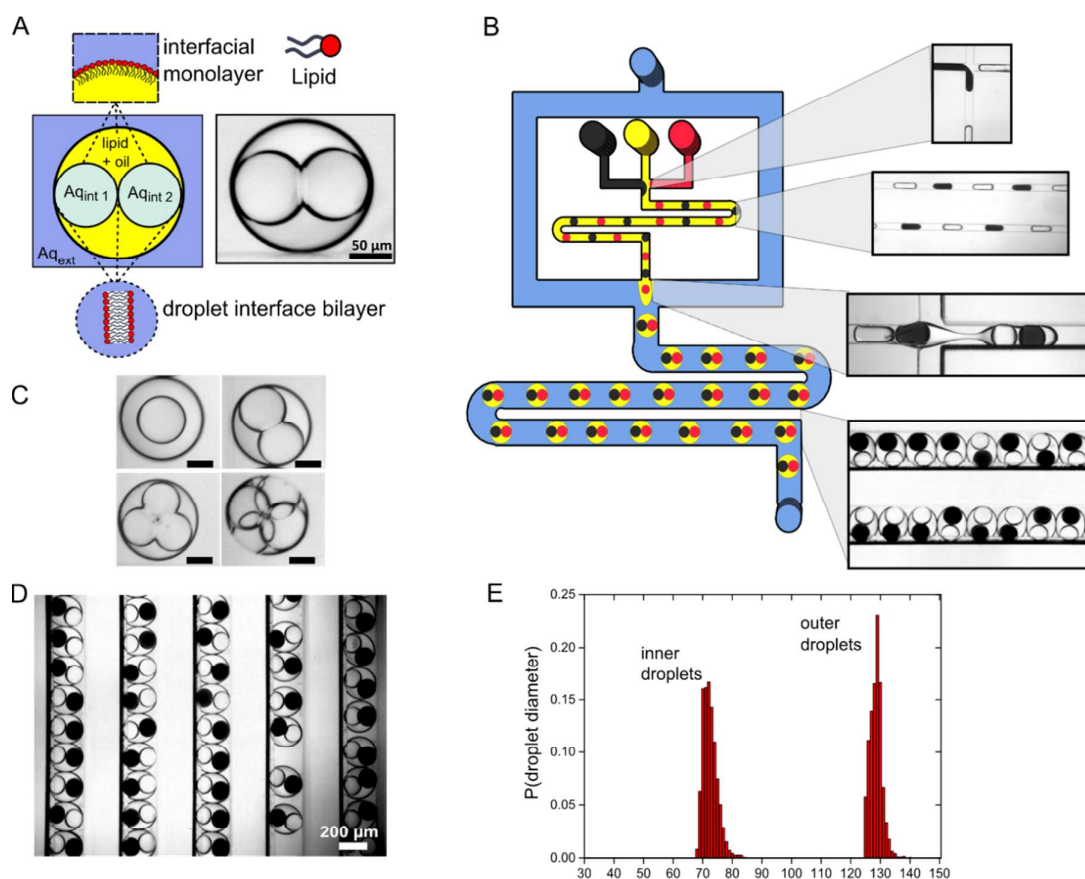 A
interfacial
monolayer
Lipid
lipid
+ oil
Aqint 1
Aqint 2
Aqext
50 µm
droplet interface bilayer
B
C
D
200 µm
E
P(droplet diameter)
0.25
0.20
0.15
0.10
0.05
0.00
inner
droplets
outer
droplets
30 40 50 60 70 80 90 100 110 120 130 140 150